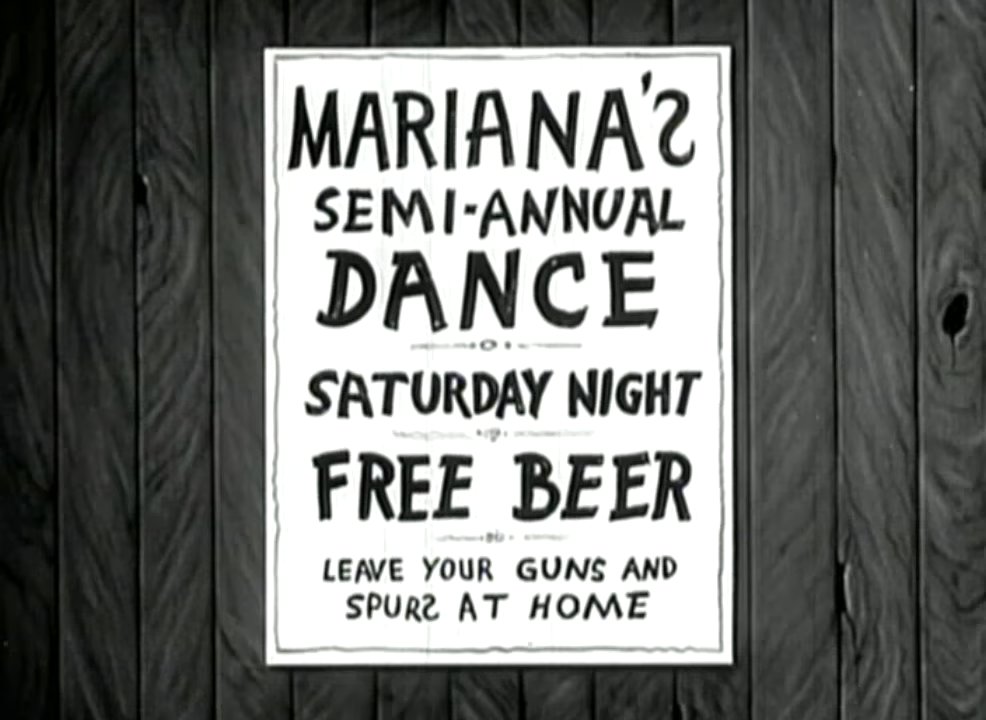 MARIANA'S
SEMI-ANNUAL
DANCE
SATURDAY NIGHT
FREE BEER
LEAVE YOUR GUNS AND
SPURS AT HOME